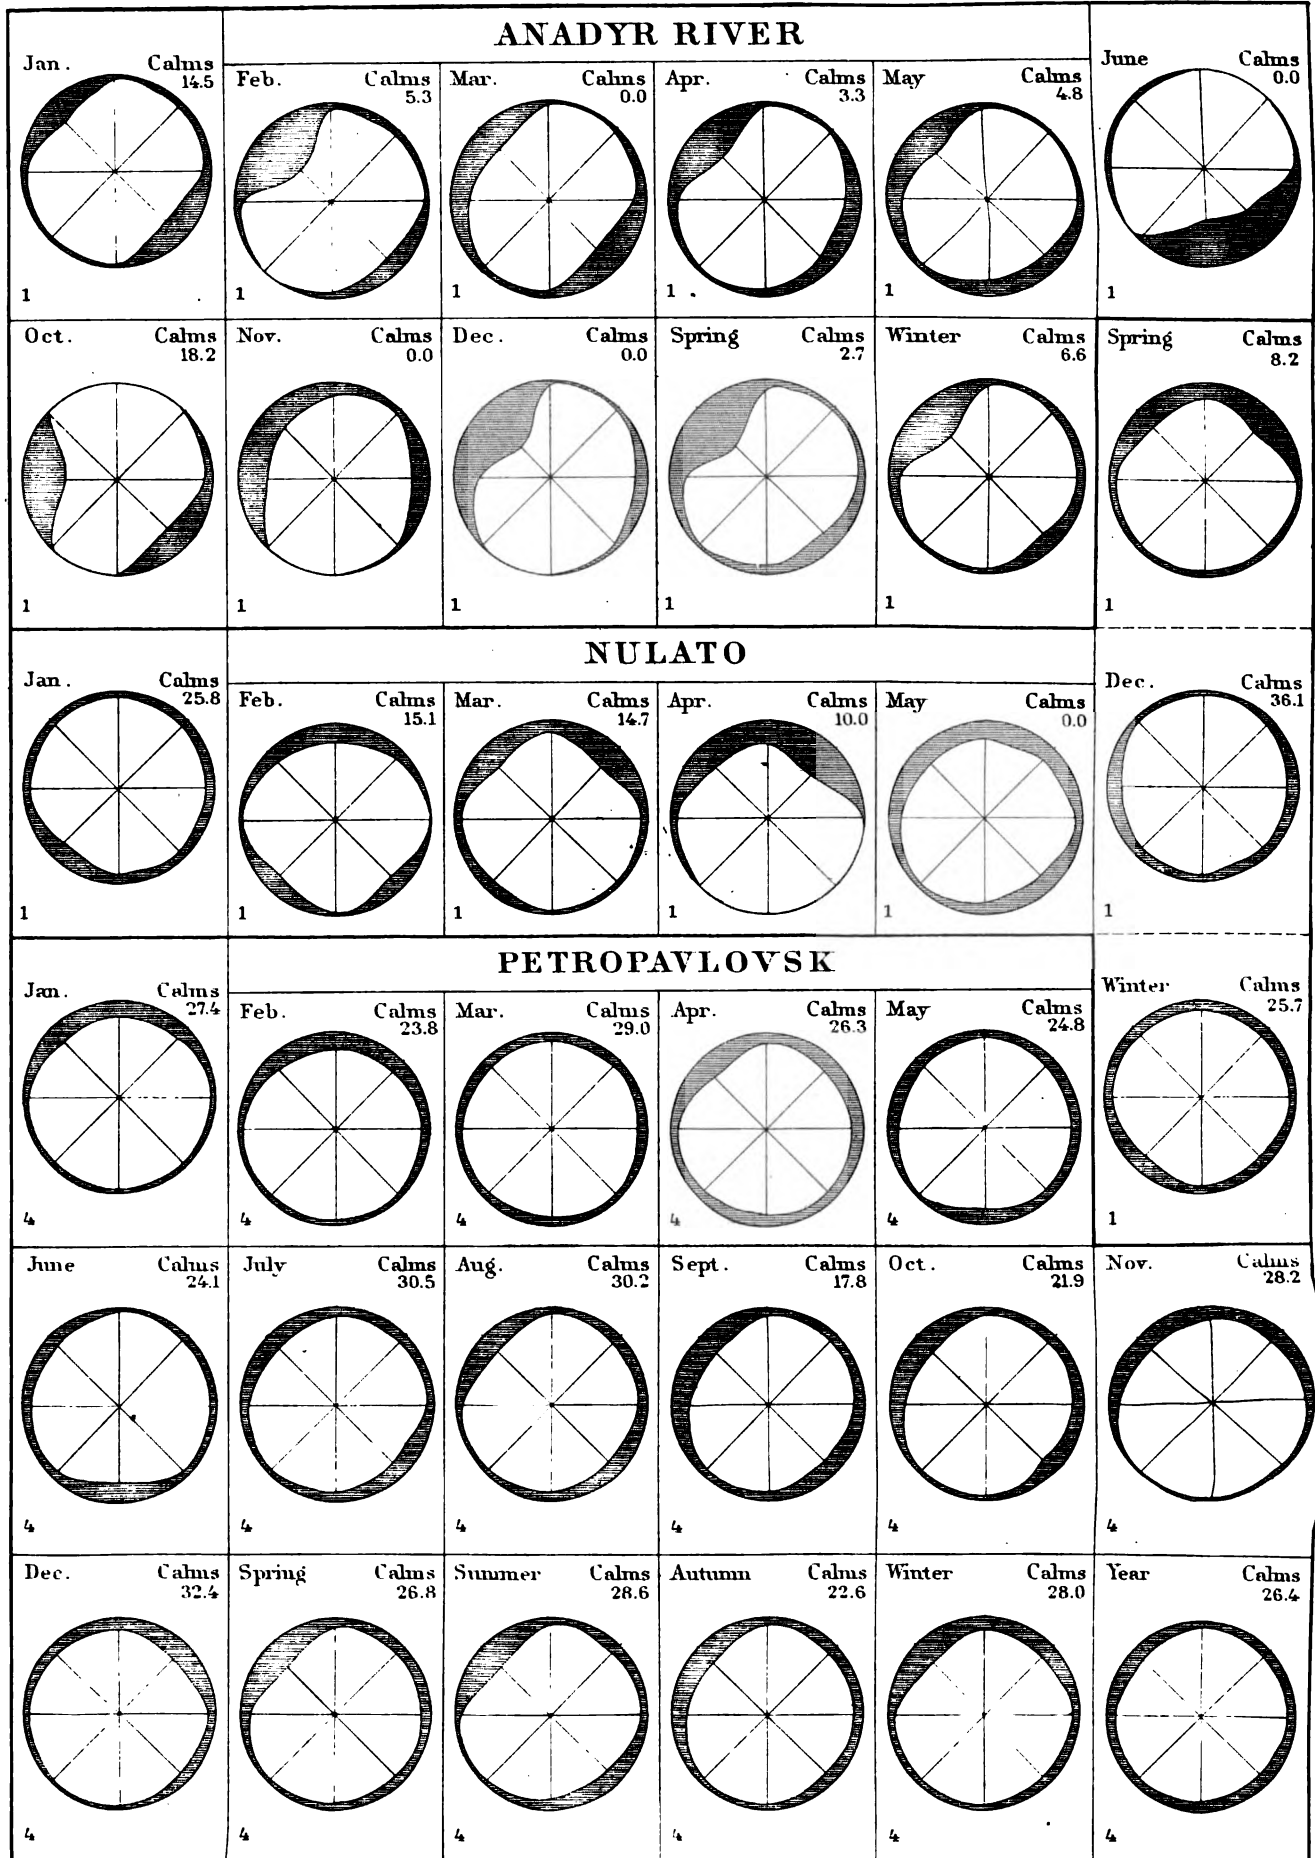 ANADYR RIVER
Jan. Calms
14.5
1
Feb. Calms
5.3
1
Mar. Calms
0.0
1
Apr. Calms
3.3
1
May Calms
4.8
1
June Calms
0.0
1
Oct. Calms
18.2
1
Nov. Calms
0.0
1
Dec. Calms
0.0
1
Spring Calms
2.7
1
Winter Calms
6.6
1
Spring Calms
8.2
1
NULATO
Jan. Calms
25.8
1
Feb. Calms
15.1
1
Mar. Calms
14.7
1
Apr. Calms
10.0
1
May Calms
0.0
1
Dec. Calms
36.1
1
PETROPAVLOVSK
Jan. Calms
27.4
4
Feb. Calms
23.8
4
Mar. Calms
29.0
4
Apr. Calms
26.3
4
May Calms
24.8
4
Winter Calms
25.7
1
June Calms
24.1
4
July Calms
30.5
4
Aug. Calms
30.2
4
Sept. Calms
17.8
4
Oct. Calms
21.9
4
Nov. Calms
28.2
4
Dec. Calms
32.4
4
Spring Calms
26.8
4
Summer Calms
28.6
4
Autumn Calms
22.6
4
Winter Calms
28.0
4
Year Calms
26.4
4